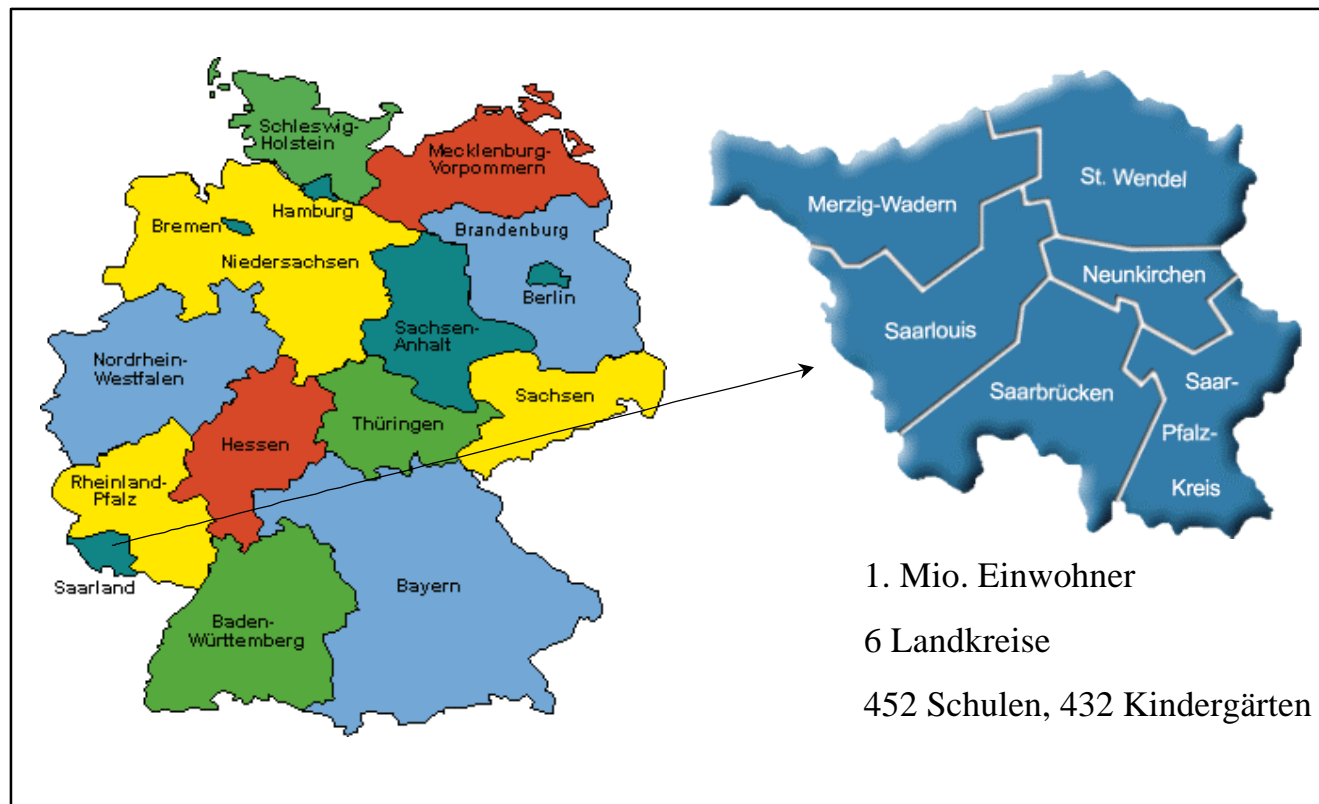 Schleswig-
Holstein
Mecklenburg-
Vorpommern
Hamburg
Bremen
Niedersachsen
Brandenburg
Berlin
Sachsen-
Anhalt
Nordrhein-
Westfalen
Sachsen
Thüringen
Hessen
Rheinland-
Pfalz
Saarland
Bayern
Baden-
Württemberg
St. Wendel
Merzig-Wadern
Neunkirchen
Saarlouis
Saarbrücken
Saar-
Pfalz-
Kreis
1. Mio. Einwohner
6 Landkreise
452 Schulen, 432 Kindergärten